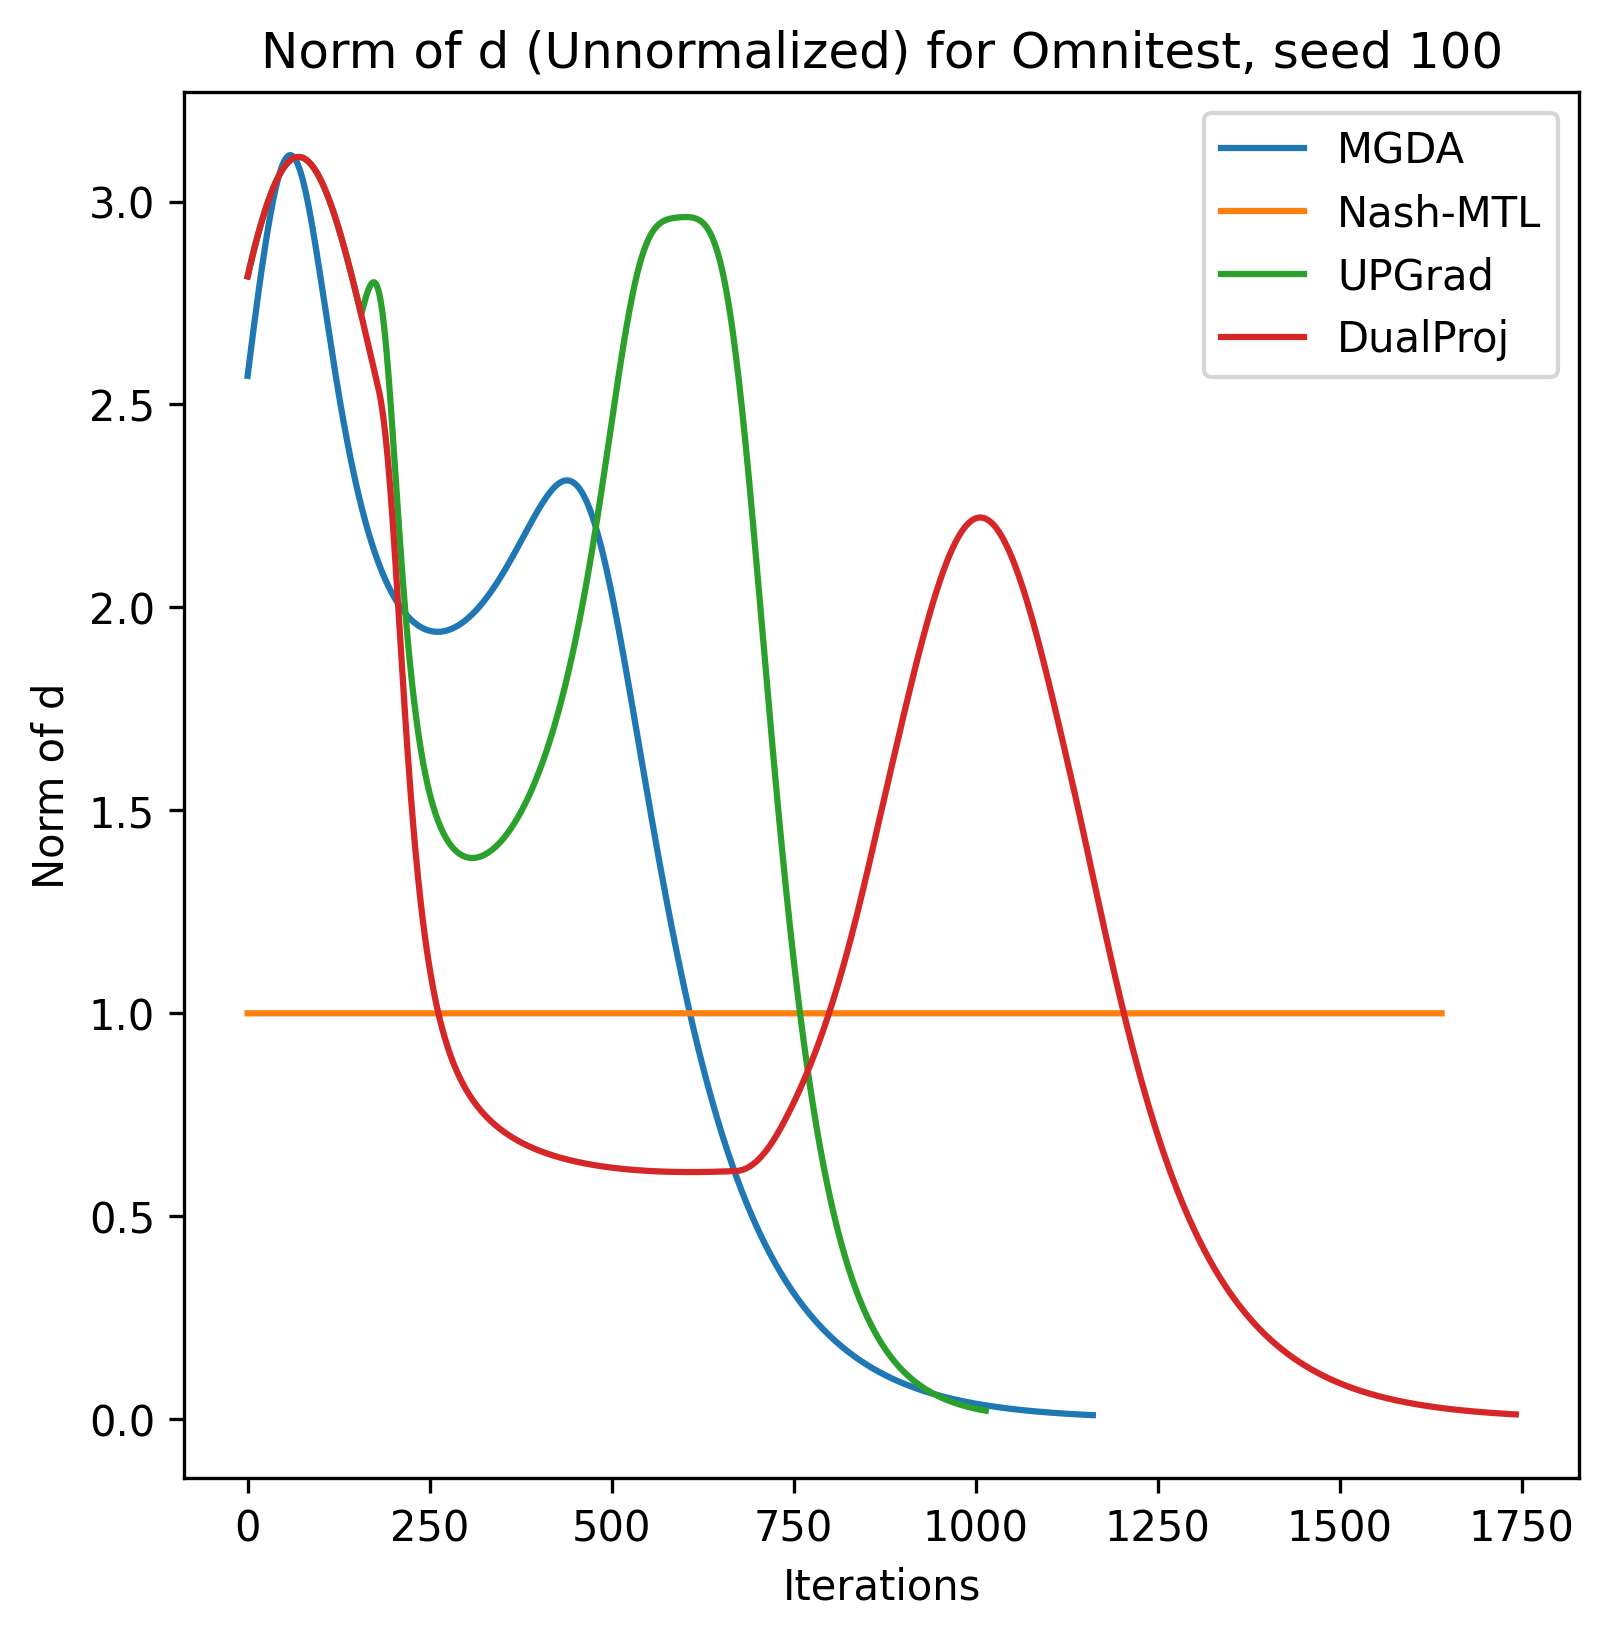 Norm of d (Unnormalized) for Omnitest, seed 100
MGDA
Nash-MTL
UPGrad
DualProj
Norm of d
3.0
2.5
2.0
1.5
1.0
0.5
0.0
0 250 500 750 1000 1250 1500 1750
Iterations